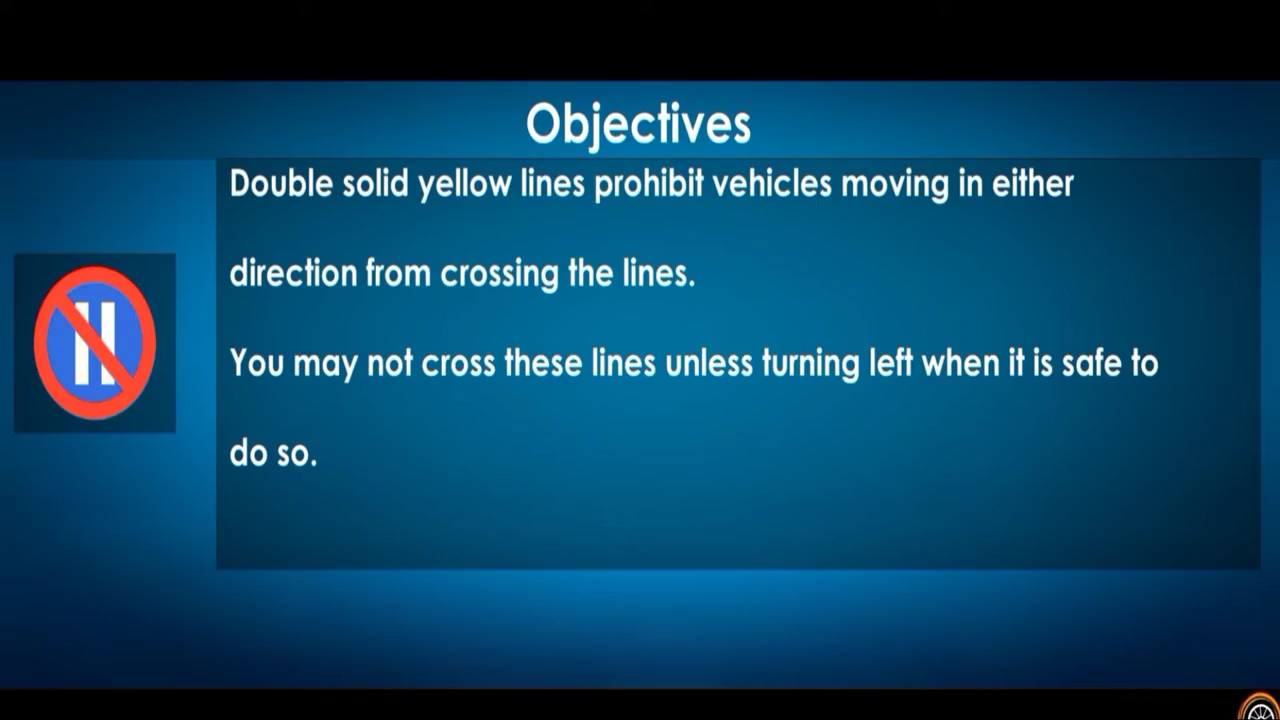 Objectives
Double solid yellow lines prohibit vehicles moving in either
direction from crossing the lines.
You may not cross these lines unless turning left when it is safe to
do so.